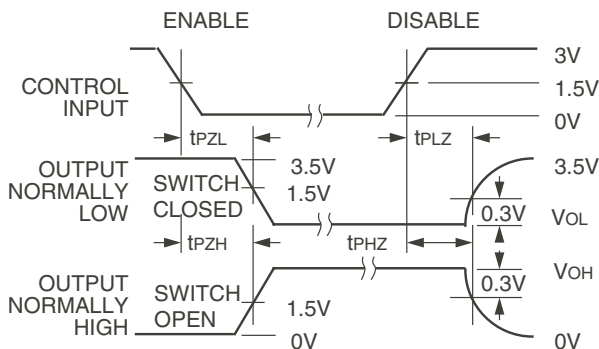 ENABLE DISABLE
3V
CONTROL
INPUT
1.5V
0V
tPZL tPLZ
OUTPUT
NORMALLY
LOW
SWITCH
CLOSED
3.5V
1.5V
3.5V
0.3V VOL
tPZH tPHZ
OUTPUT
NORMALLY
HIGH
SWITCH
OPEN
VOH
0.3V
1.5V
0V 0V